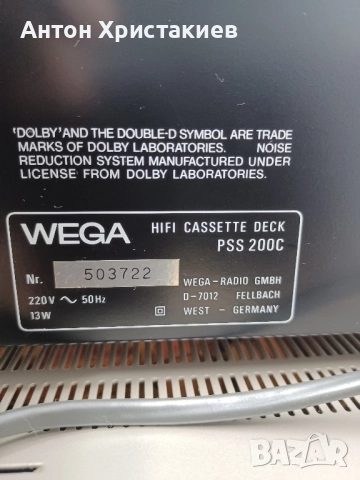 Антон Христакиев
'DOLBY' AND THE DOUBLE-D SYMBOL ARE TRADE
MARKS OF DOLBY LABORATORIES. NOISE
REDUCTION SYSTEM MANUFACTURED UNDER
LICENSE FROM DOLBY LABORATORIES.
WEGA HIFI CASSETTE DECK
PSS 200C
Nr. 503722 WEGA-RADIO GMBH
220V ~ 50Hz D-7012 FELLBACH
13W WEST - GERMANY
BAZAR